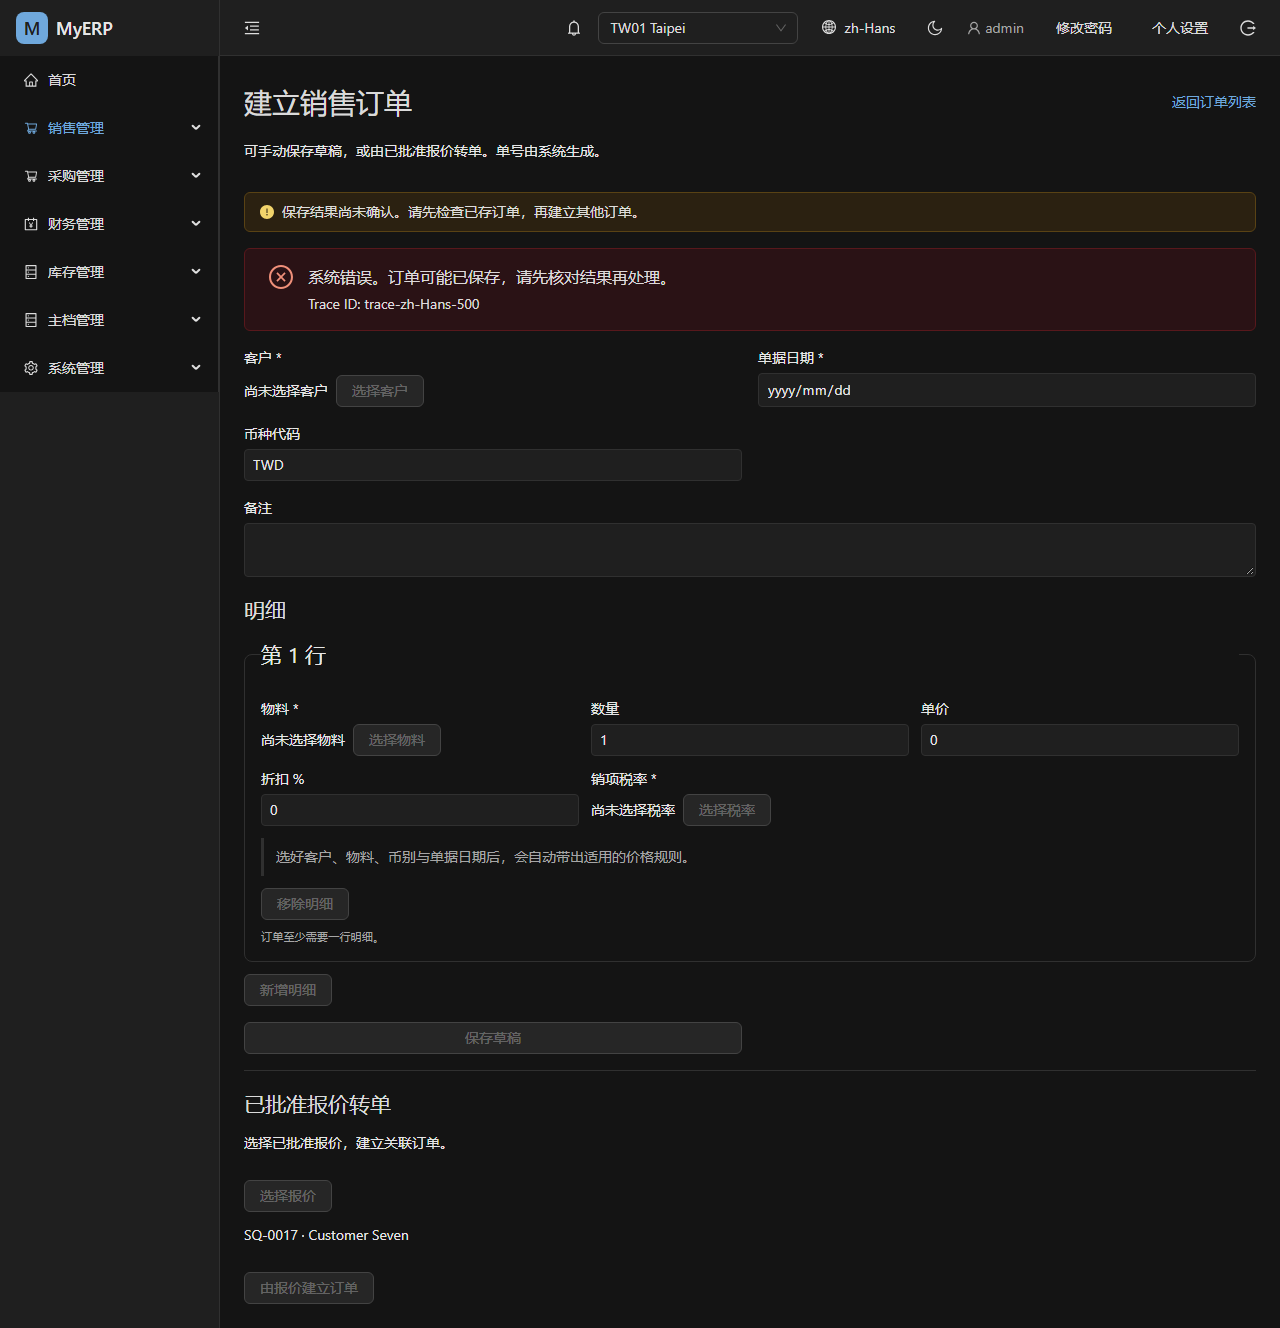 M MyERP
TW01 Taipei
zh-Hans
admin
修改密码
个人设置
首页
销售管理
采购管理
财务管理
库存管理
主档管理
系统管理
建立销售订单
返回订单列表
可手动保存草稿，或由已批准报价转单。单号由系统生成。
保存结果尚未确认。请先检查已存订单，再建立其他订单。
系统错误。订单可能已保存，请先核对结果再处理。
Trace ID: trace-zh-Hans-500
客户 *
单据日期 *
尚未选择客户 选择客户
yyyy/mm/dd
币种代码
TWD
备注
明细
第 1 行
物料 *
数量
单价
尚未选择物料 选择物料
1
0
折扣 %
销项税率 *
0
尚未选择税率 选择税率
选好客户、物料、币别与单据日期后，会自动带出适用的价格规则。
移除明细
订单至少需要一行明细。
新增明细
保存草稿
已批准报价转单
选择已批准报价，建立关联订单。
选择报价
SQ-0017 · Customer Seven
由报价建立订单